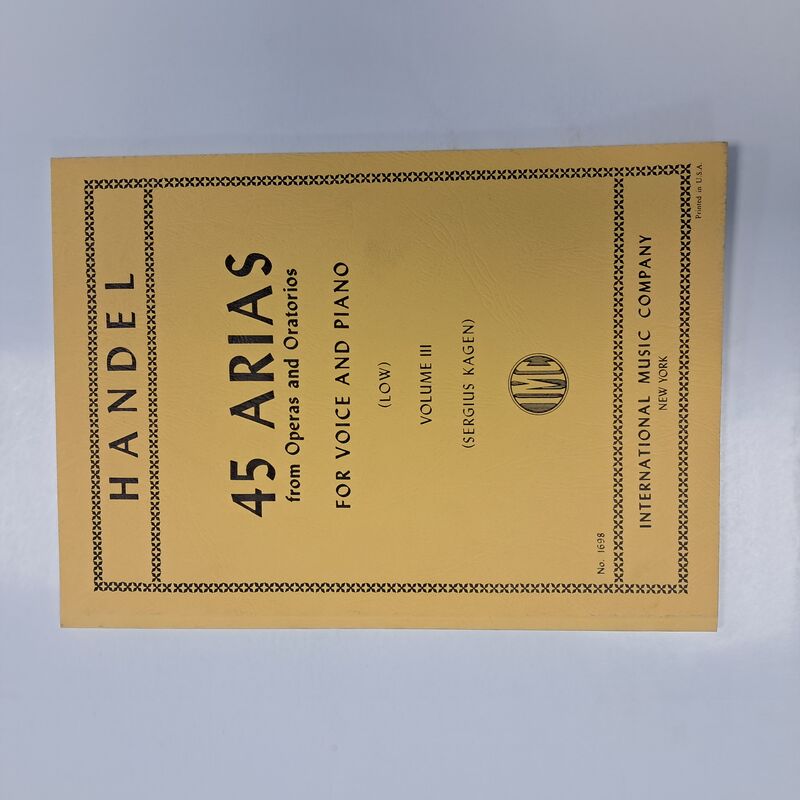 HANDEL
45 ARIAS
from Operas and Oratorios
FOR VOICE AND PIANO
(LOW)
VOLUME III
(SERGIUS KAGEN)
IMC
No. 1698
INTERNATIONAL MUSIC COMPANY
NEW YORK
Printed in U.S.A.